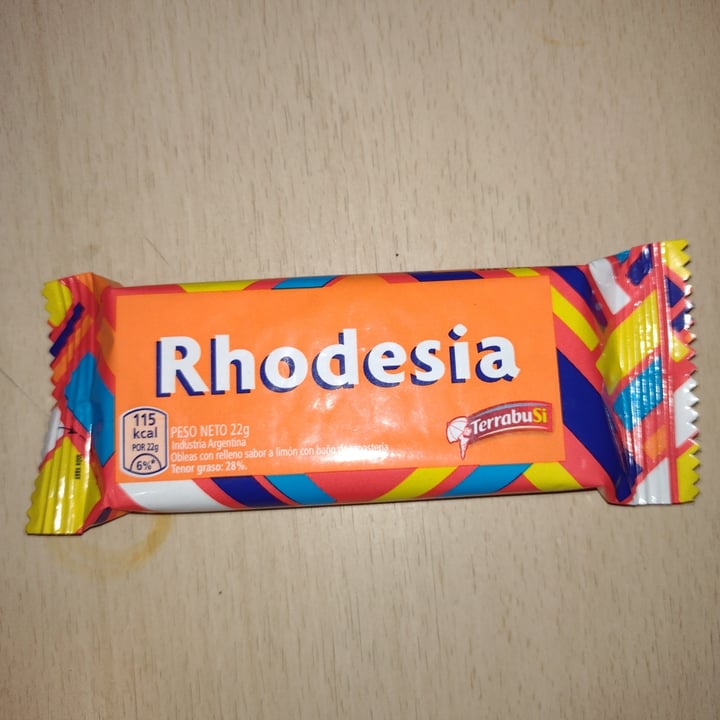 Rhodesia
115
kcal
POR 22g
6%*
PESO NETO 22g
Industria Argentina
Obleas con relleno sabor a limón con baño de repostería
Tenor graso: 28%.
TerrabuSi